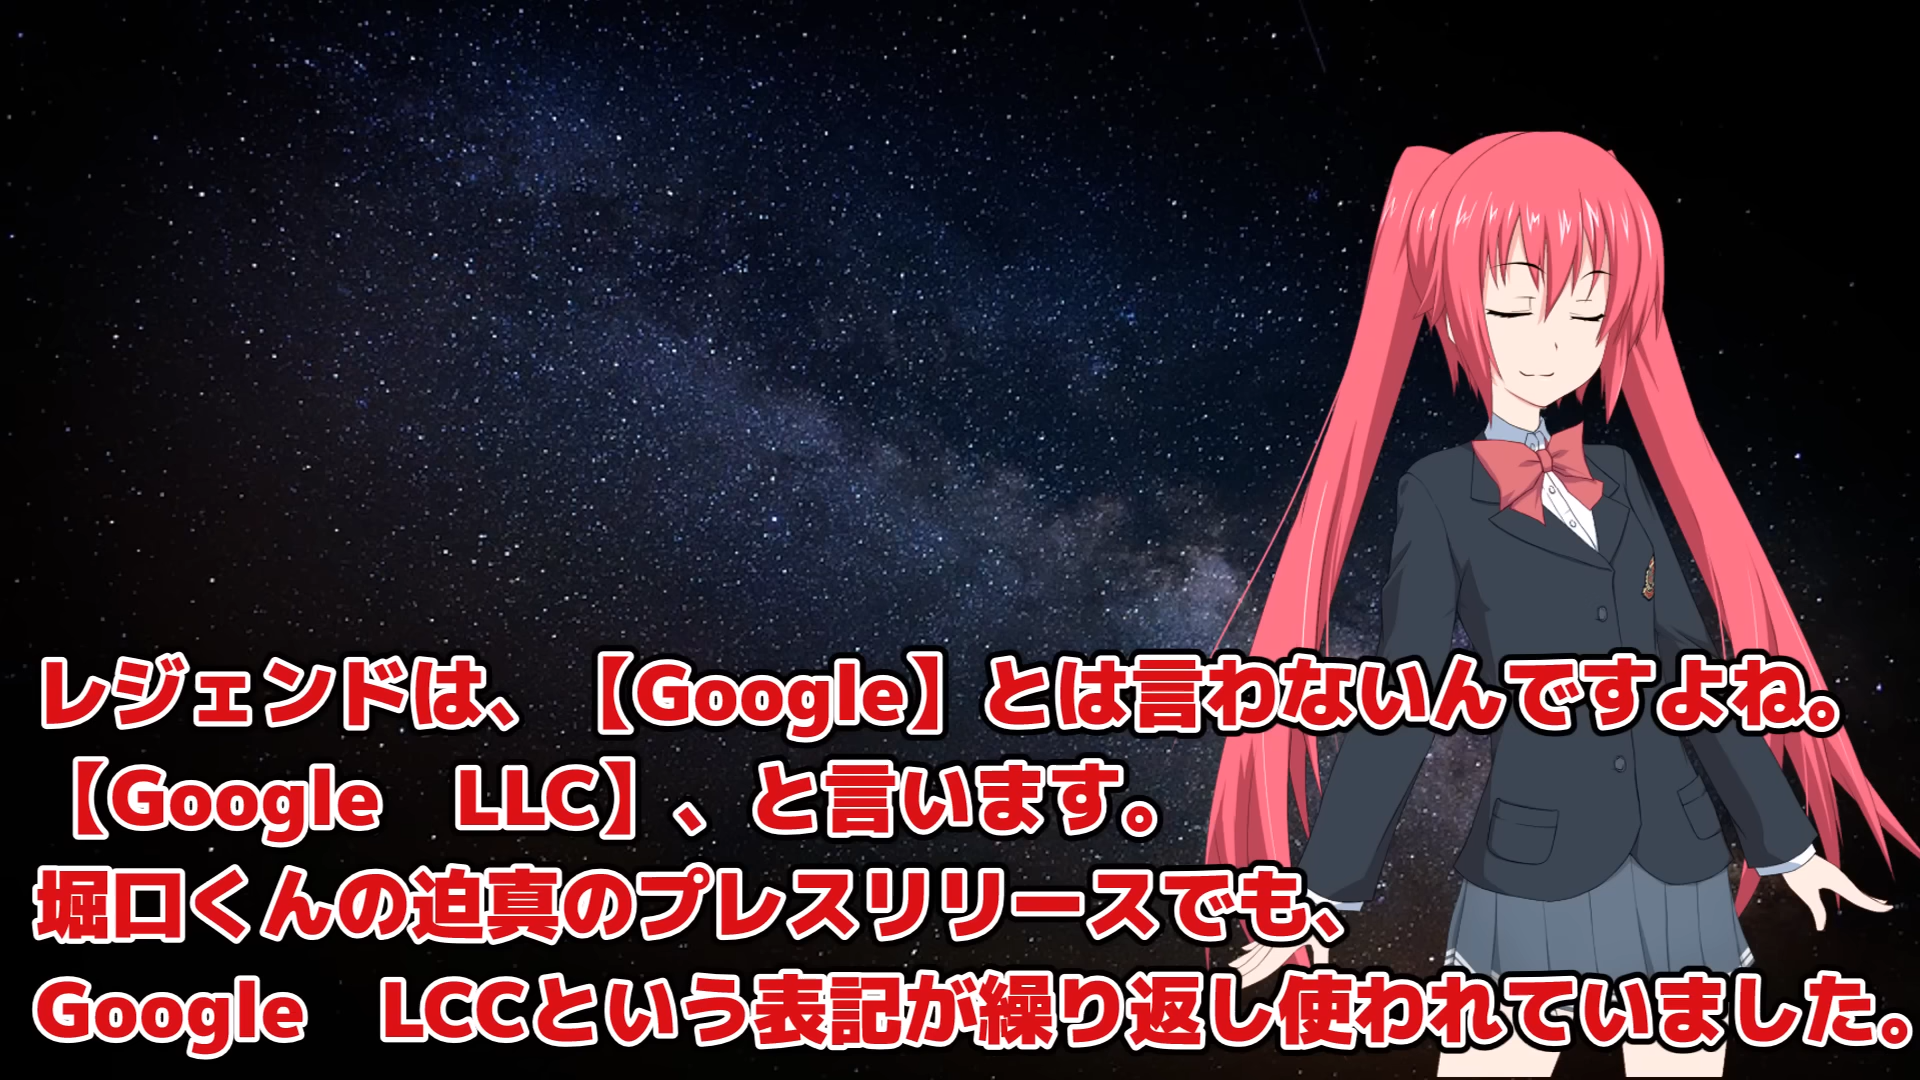 レジェンドは、【Google】とは言わないんですよね。
【Google　LLC】、と言います。
堀口くんの迫真のプレスリリースでも、
Google　LCCという表記が繰り返し使われていました。